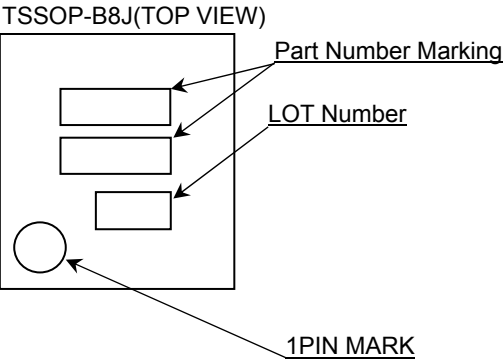 TSSOP-B8J(TOP VIEW)
Part Number Marking
LOT Number
1PIN MARK